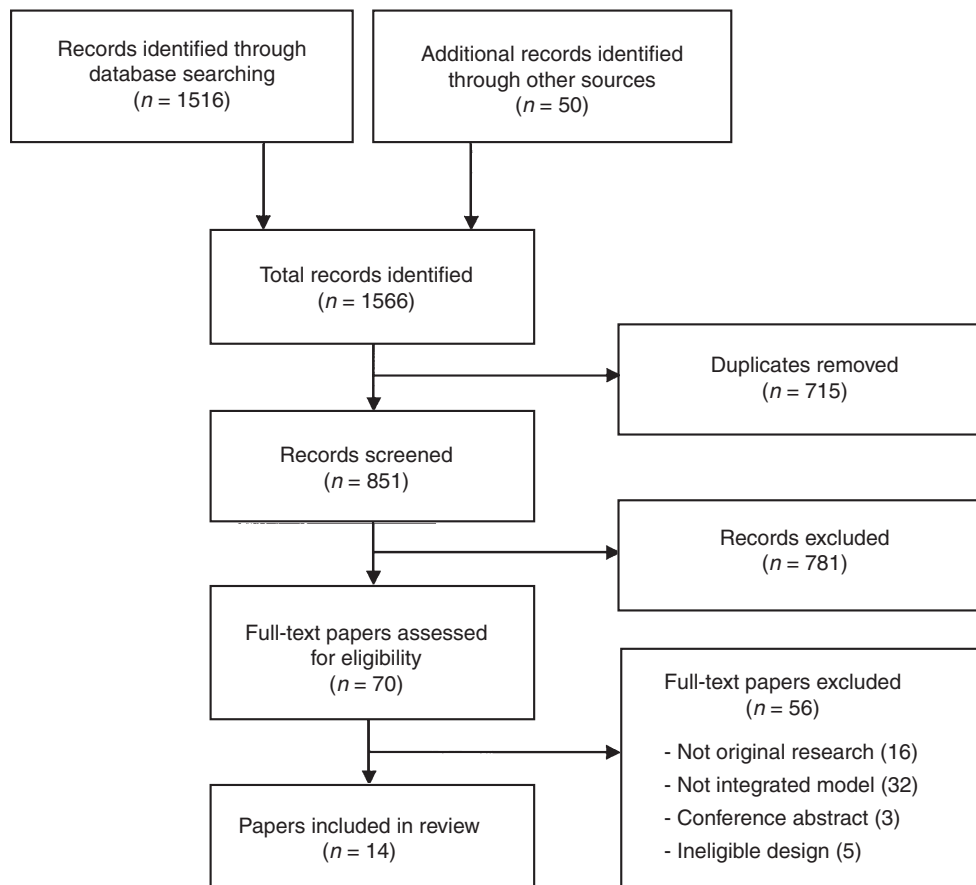 Records identified through
database searching
(n = 1516)
Additional records identified
through other sources
(n = 50)
Total records identified
(n = 1566)
Duplicates removed
(n = 715)
Records screened
(n = 851)
Records excluded
(n = 781)
Full-text papers assessed
for eligibility
(n = 70)
Full-text papers excluded
(n = 56)
- Not original research (16)
- Not integrated model (32)
- Conference abstract (3)
- Ineligible design (5)
Papers included in review
(n = 14)